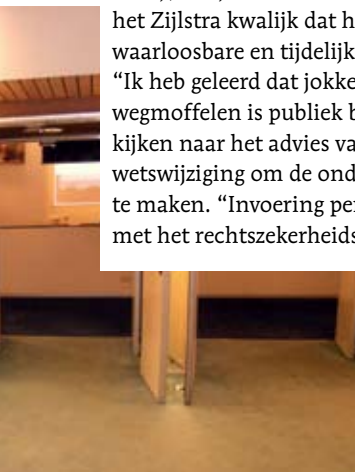 het Zijlstra kwalijk dat h
waarloosbare en tijdelijk
“Ik heb geleerd dat jokke
wegmoffelen is publiek b
kijken naar het advies va
wetswijziging om de ond
te maken. “Invoering pe
met het rechtszekerheids